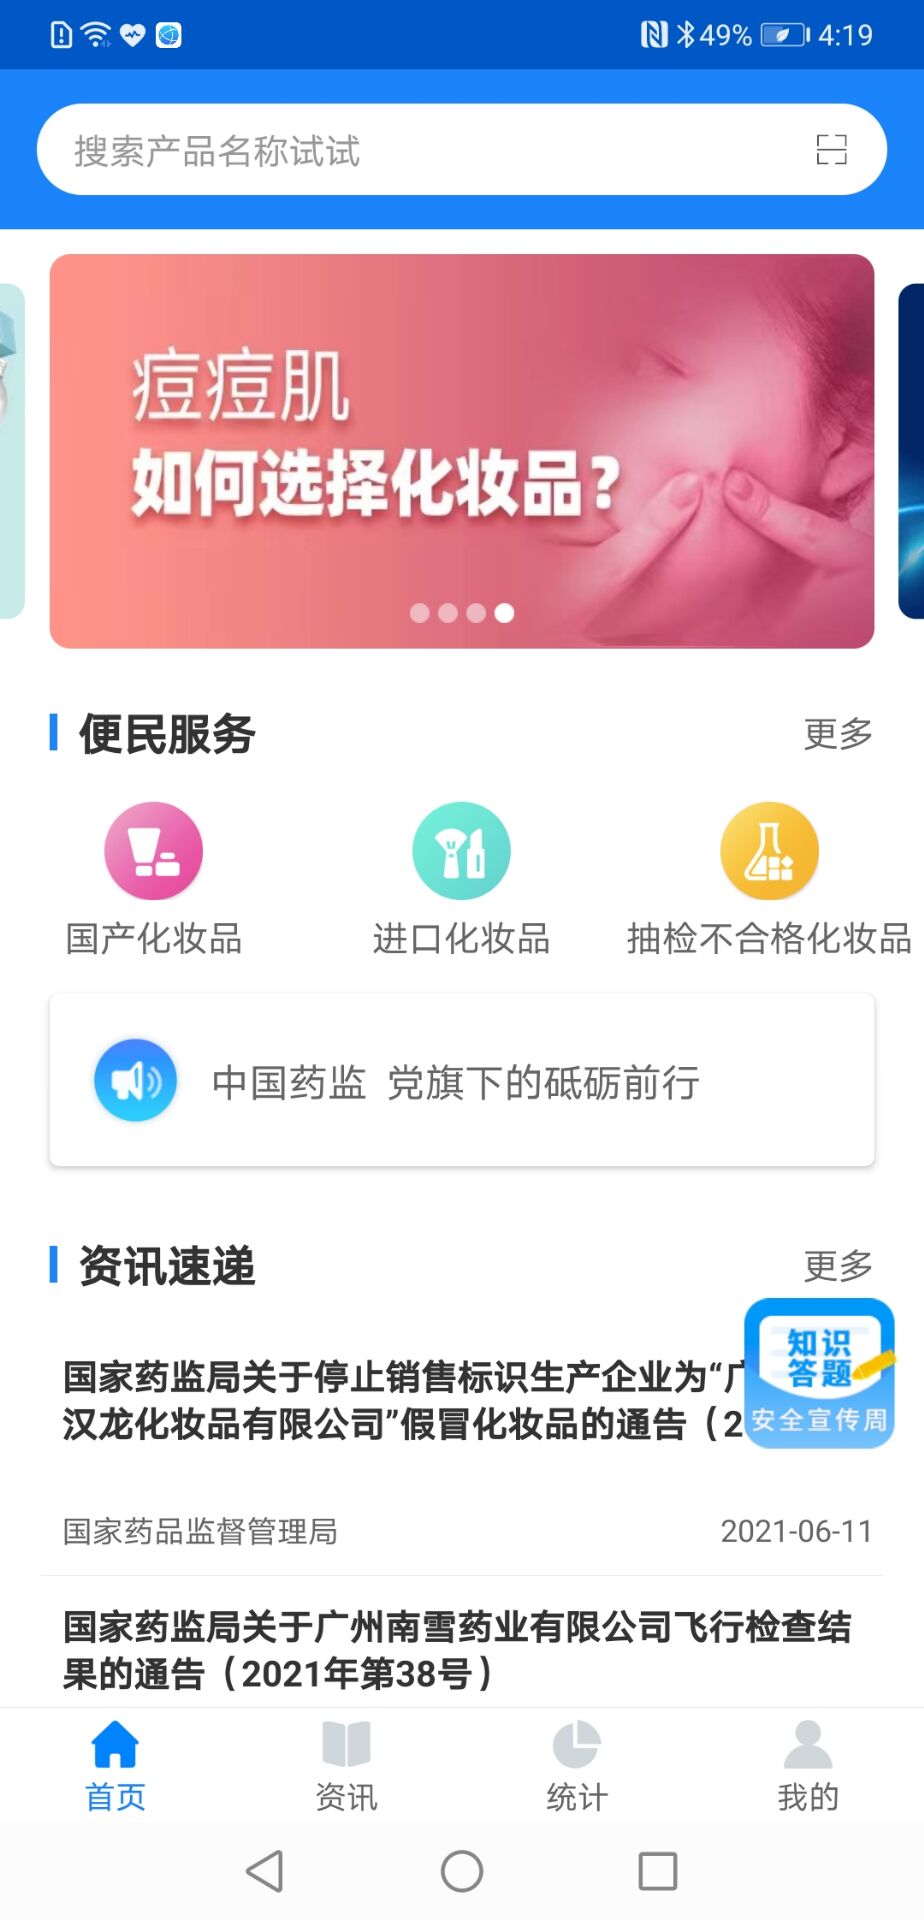 49% 4:19
搜索产品名称试试
痘痘肌
如何选择化妆品？
便民服务 更多
国产化妆品 进口化妆品 抽检不合格化妆品
中国药监 党旗下的砥砺前行
资讯速递 更多
知识
答题
安全宣传周
国家药监局关于停止销售标识生产企业为“广
汉龙化妆品有限公司”假冒化妆品的通告（2
国家药品监督管理局 2021-06-11
国家药监局关于广州南雪药业有限公司飞行检查结
果的通告（2021年第38号）
首页 资讯 统计 我的